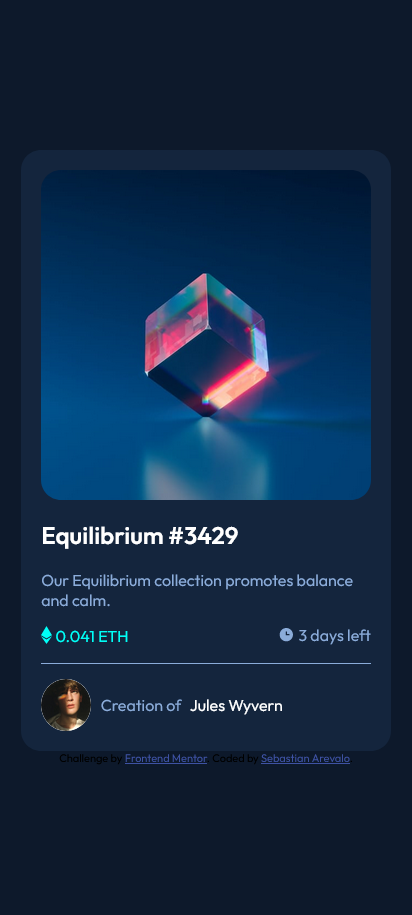 Equilibrium #3429
Our Equilibrium collection promotes balance
and calm.
0.041 ETH
3 days left
Creation of Jules Wyvern
Challenge by Frontend Mentor. Coded by Sebastian Arevalo.